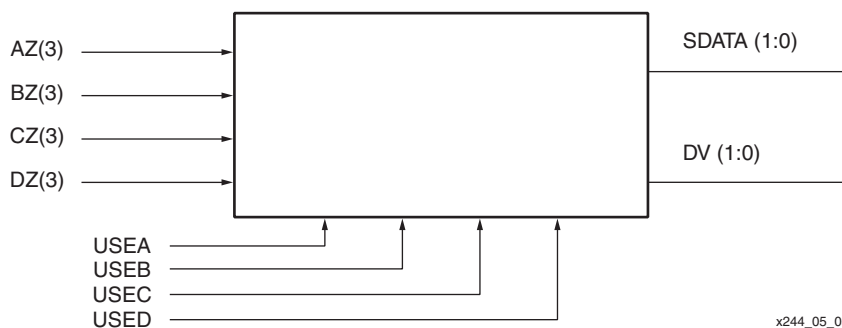 AZ(3)
BZ(3)
CZ(3)
DZ(3)
SDATA (1:0)
DV (1:0)
USEA
USEB
USEC
USED
x244_05_0